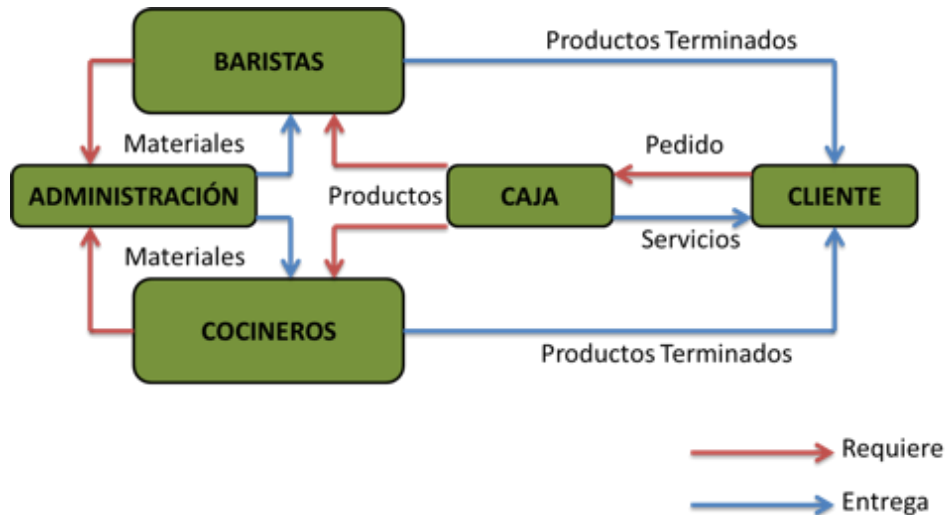 Productos Terminados
BARISTAS
Materiales
Pedido
ADMINISTRACIÓN
Productos
CAJA
CLIENTE
Servicios
Materiales
COCINEROS
Productos Terminados
Requiere
Entrega